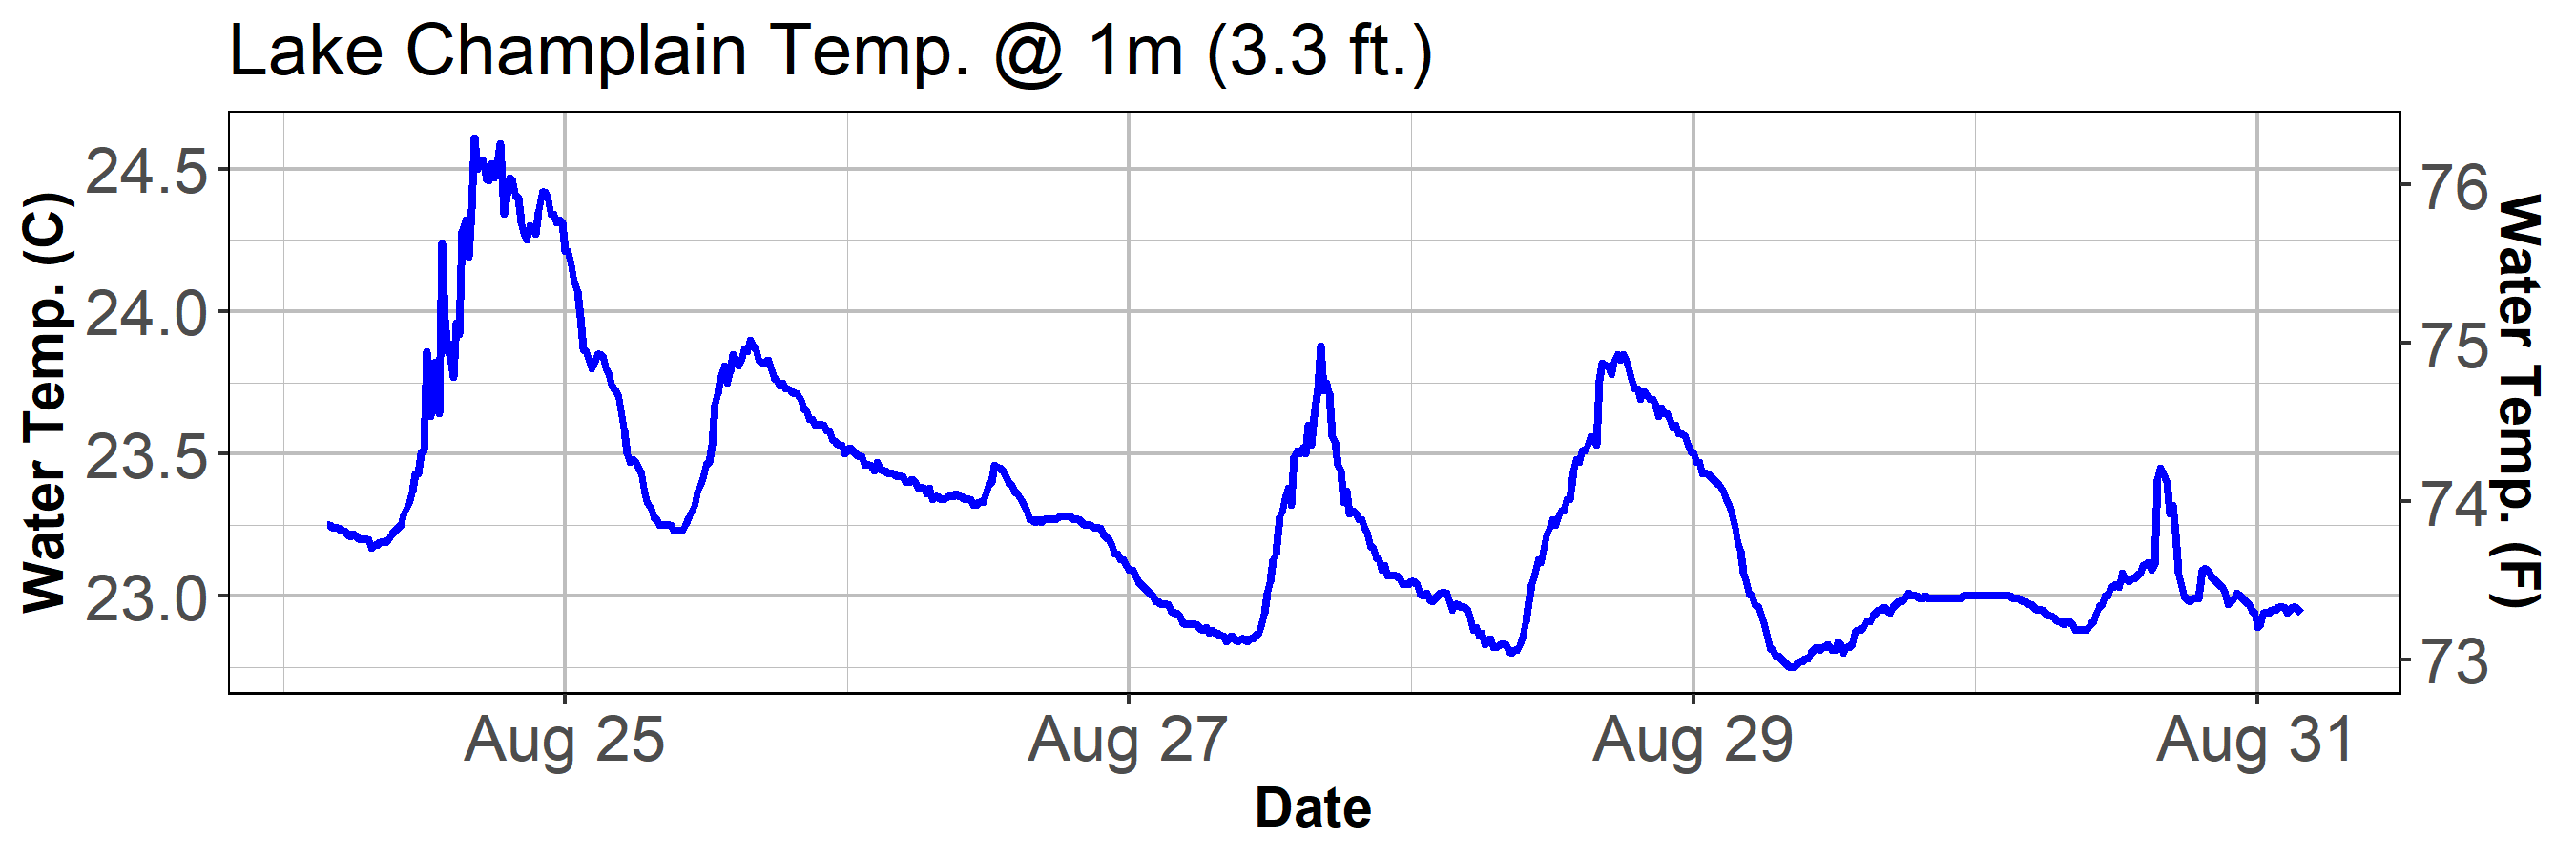 Lake Champlain Temp. @ 1m (3.3 ft.)
Water Temp. (C)
24.5
24.0
23.5
23.0
76
75
74
73
Water Temp. (F)
Aug 25 Aug 27 Aug 29 Aug 31
Date